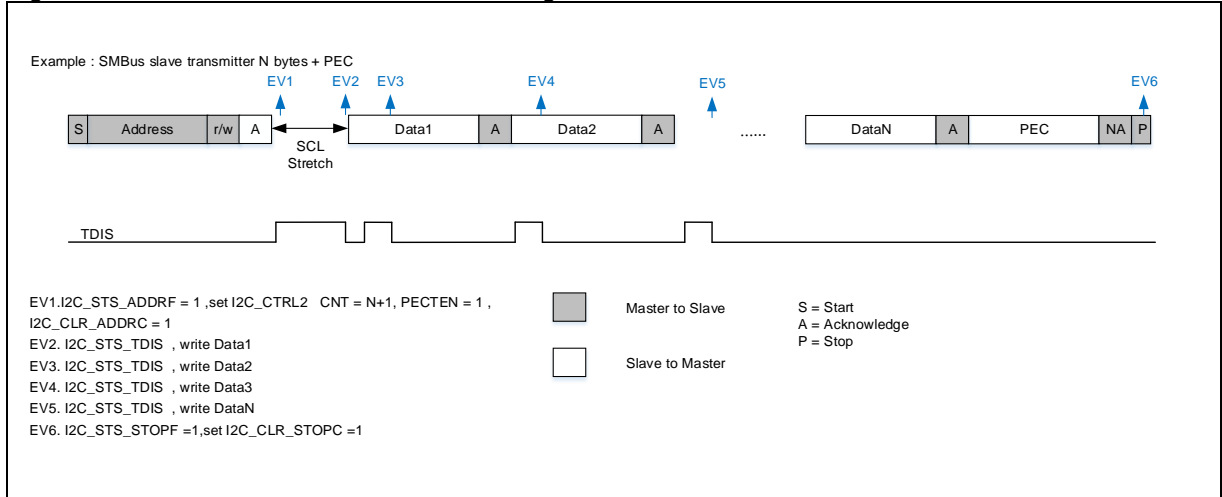 Example : SMBus slave transmitter N bytes + PEC
EV1 EV2 EV3 EV4 EV5 EV6
S Address r/w A Data1 A Data2 A ...... DataN A PEC NA P
SCL
Stretch
TDIS
EV1.I2C_STS_ADDRF = 1 ,set I2C_CTRL2 CNT = N+1, PECTEN = 1 ,
I2C_CLR_ADDRC = 1
EV2. I2C_STS_TDIS , write Data1
EV3. I2C_STS_TDIS , write Data2
EV4. I2C_STS_TDIS , write Data3
EV5. I2C_STS_TDIS , write DataN
EV6. I2C_STS_STOPF =1,set I2C_CLR_STOPC =1
Master to Slave
Slave to Master
S = Start
A = Acknowledge
P = Stop